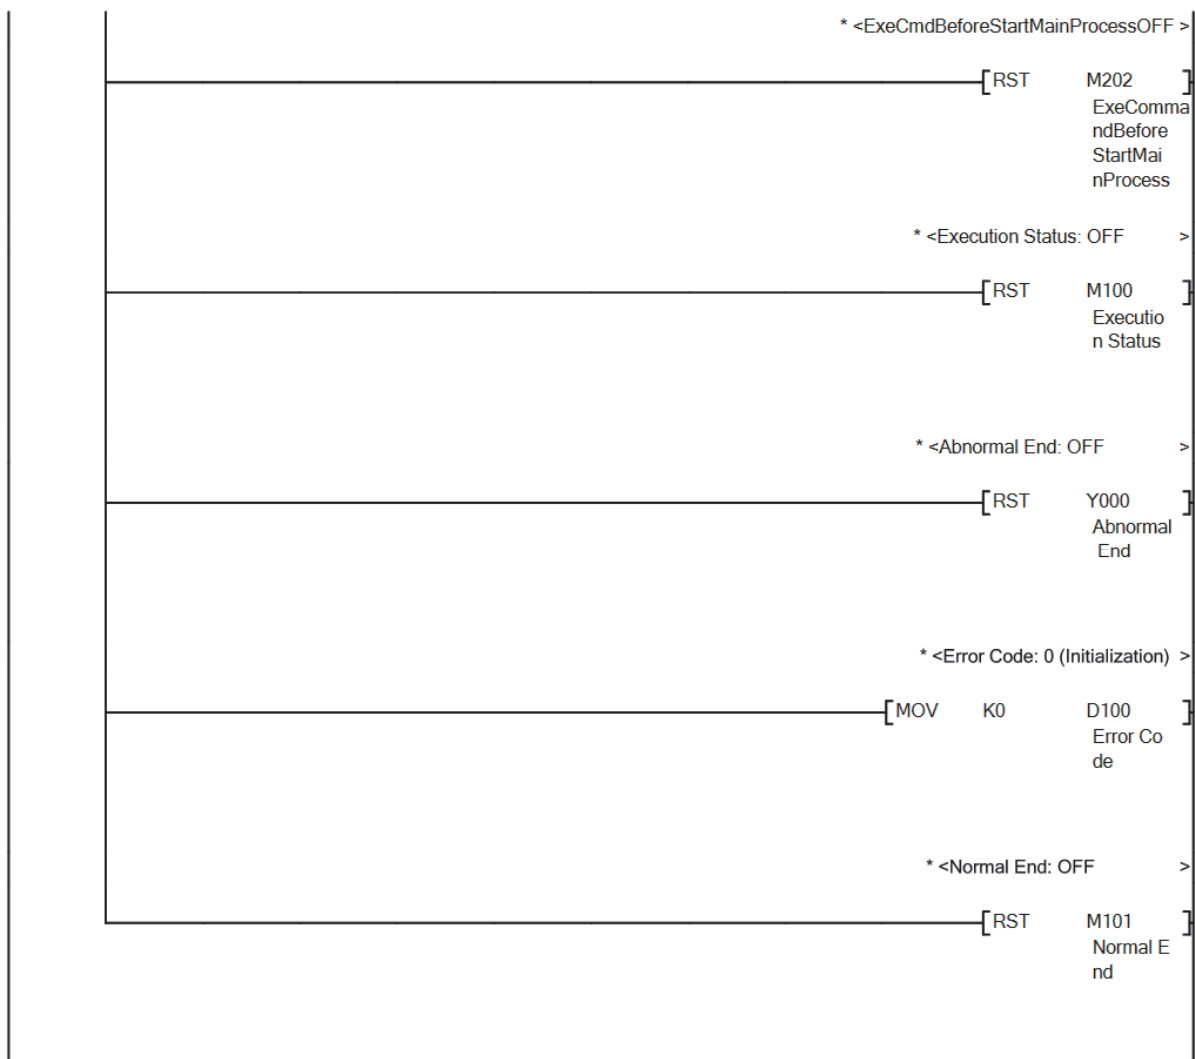 * <ExeCmdBeforeStartMainProcessOFF >
[RST M202 ]
ExeComma
ndBefore
StartMai
nProcess
* <Execution Status: OFF >
[RST M100 ]
Executio
n Status
* <Abnormal End: OFF >
[RST Y000 ]
Abnormal
End
* <Error Code: 0 (Initialization) >
[MOV K0 D100 ]
Error Co
de
* <Normal End: OFF >
[RST M101 ]
Normal E
nd